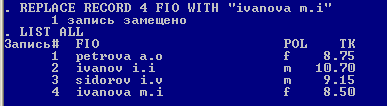 . REPLACE RECORD 4 FIO WITH "ivanova m.i"
1 запись замещено
. LIST ALL
Запись# FIO POL TK
1 petrova a.o f 8.75
2 ivanov i.i m 10.70
3 sidorov i.v m 9.15
4 ivanova m.i f 8.50